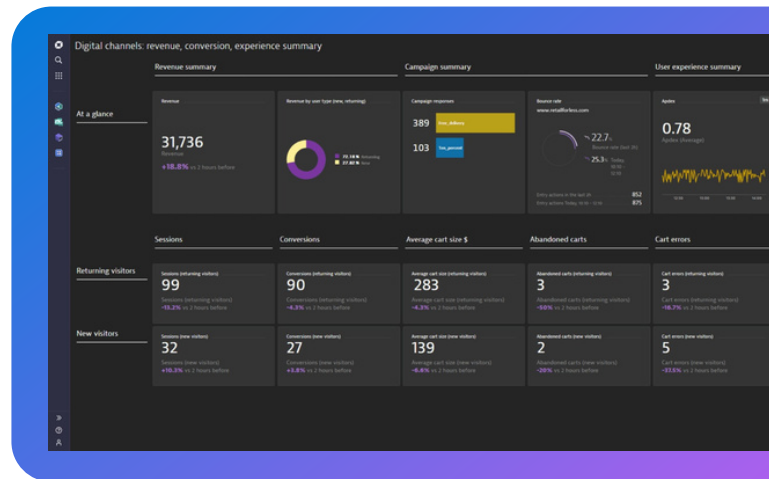 Digital channels: revenue, conversion, experience summary
Revenue summary
Campaign summary
User experience summary
At a glance
Revenue
31,736
Revenue
+18.8% vs 2 hours before
Revenue by user type (new, returning)
Returning
New
Campaign responses
389
103
Bounce rate
www.retailforless.com
22.7%
Bounce rate (last 2h)
25.3% Today,
Entry actions in the last 2h 852
Entry actions Today, 875
Apdex
0.78
Apdex (Average)
Sessions
Conversions
Average cart size $
Abandoned carts
Cart errors
Returning visitors
Sessions (returning visitors)
99
Sessions (returning visitors)
-13.2% vs 2 hours before
Conversions (returning visitors)
90
Conversions (returning visitors)
-4.3% vs 2 hours before
Average cart size (returning visitors)
283
Average cart size (returning visitors)
-4.3% vs 2 hours before
Abandoned carts (returning visitors)
3
Abandoned carts (returning visitors)
-50% vs 2 hours before
Cart errors (returning visitors)
3
Cart errors (returning visitors)
-16.7% vs 2 hours before
New visitors
Sessions (new visitors)
32
Sessions (new visitors)
+10.3% vs 2 hours before
Conversions (new visitors)
27
Conversions (new visitors)
+3.8% vs 2 hours before
Average cart size (new visitors)
139
Average cart size (new visitors)
-6.6% vs 2 hours before
Abandoned carts (new visitors)
2
Abandoned carts (new visitors)
-20% vs 2 hours before
Cart errors (new visitors)
5
Cart errors (new visitors)
vs 2 hours before